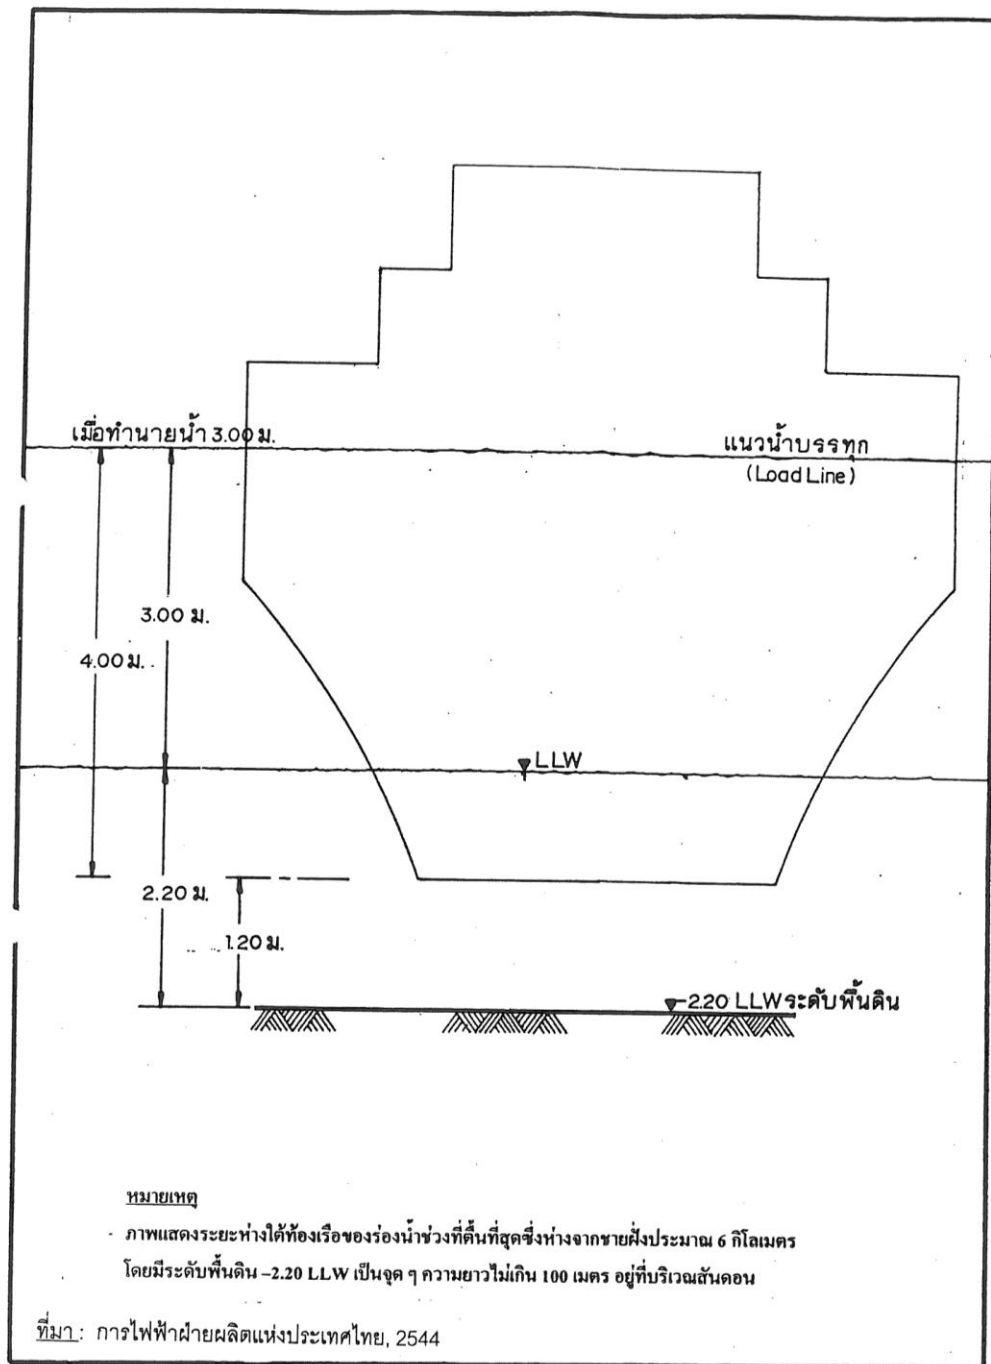 เมื่อทำนายน้ำ 3.00 ม.
แนวน้ำบรรทุก
(Load Line)
3.00 ม.
4.00 ม.
LLW
2.20 ม.
1.20 ม.
-2.20 LLW ระดับพื้นดิน
หมายเหตุ
ภาพแสดงระยะห่างใต้ท้องเรือของร่องน้ำช่วงที่ตื้นที่สุดซึ่งห่างจากชายฝั่งประมาณ 6 กิโลเมตร
โดยมีระดับพื้นดิน –2.20 LLW เป็นจุด ๆ ความยาวไม่เกิน 100 เมตร อยู่ที่บริเวณสันดอน
ที่มา : การไฟฟ้าฝ่ายผลิตแห่งประเทศไทย, 2544